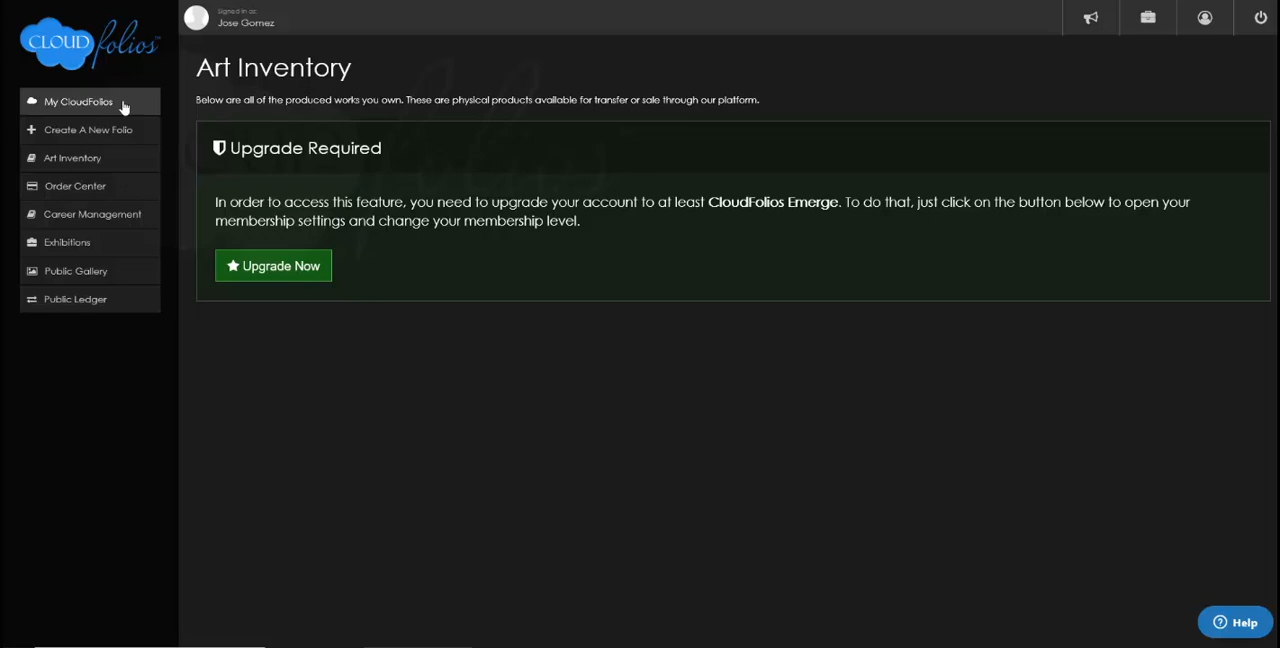 CLOUDfolios™
Signed in as:
Jose Gomez
My CloudFolios
Create A New Folio
Art Inventory
Order Center
Career Management
Exhibitions
Public Gallery
Public Ledger
Art Inventory
Below are all of the produced works you own. These are physical products available for transfer or sale through our platform.
Upgrade Required
In order to access this feature, you need to upgrade your account to at least CloudFolios Emerge. To do that, just click on the button below to open your
membership settings and change your membership level.
Upgrade Now
Help